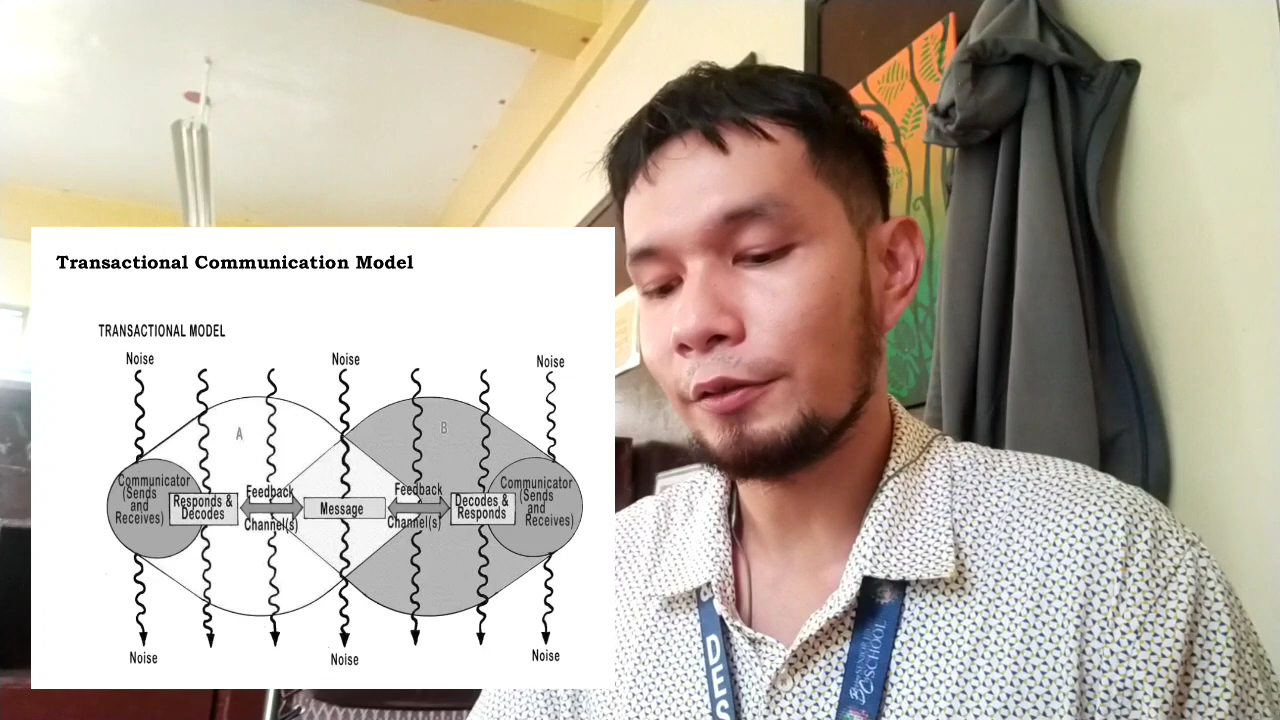 Transactional Communication Model
TRANSACTIONAL MODEL
Noise
Noise
Noise
A
B
Communicator
(Sends
and
Receives)
Responds &
Decodes
Feedback
Channel(s)
Message
Feedback
Channel(s)
Decodes &
Responds
Communicator
(Sends
and
Receives)
Noise
Noise
Noise
DES
SENIOR
SCHOOL